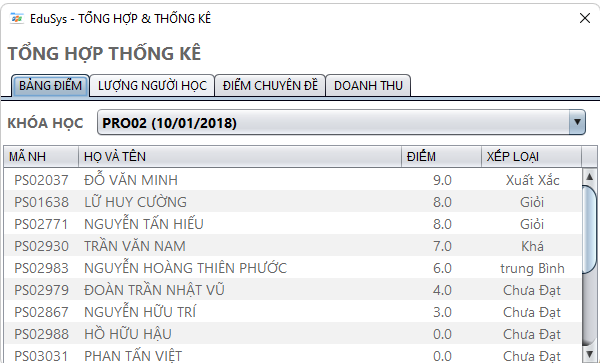 EduSys - TỔNG HỢP & THỐNG KÊ
TỔNG HỢP THỐNG KÊ
BẢNG ĐIỂM LƯỢNG NGƯỜI HỌC ĐIỂM CHUYÊN ĐỀ DOANH THU
KHÓA HỌC PRO02 (10/01/2018)
MÃ NH HỌ VÀ TÊN ĐIỂM XẾP LOẠI
PS02037 ĐỖ VĂN MINH 9.0 Xuất Xắc
PS01638 LỮ HUY CƯỜNG 8.0 Giỏi
PS02771 NGUYỄN TẤN HIẾU 8.0 Giỏi
PS02930 TRẦN VĂN NAM 7.0 Khá
PS02983 NGUYỄN HOÀNG THIÊN PHƯỚC 6.0 trung Bình
PS02979 ĐOÀN TRẦN NHẬT VŨ 4.0 Chưa Đạt
PS02867 NGUYỄN HỮU TRÍ 3.0 Chưa Đạt
PS02988 HỒ HỮU HẬU 0.0 Chưa Đạt
PS03031 PHAN TẤN VIỆT 0.0 Chưa Đạt